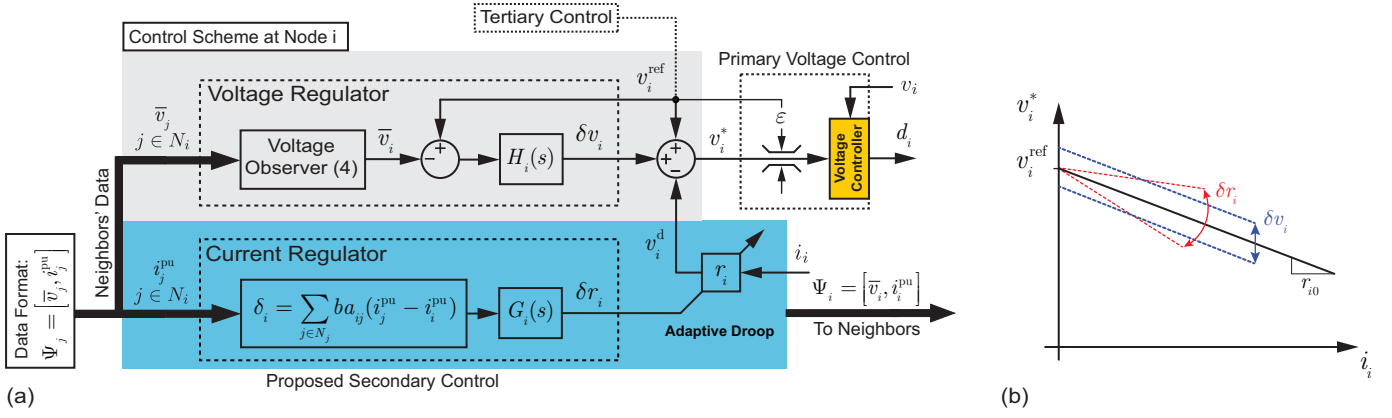 Tertiary Control
Control Scheme at Node i
Primary Voltage Control
Voltage Regulator
v_i^ref
v_i
v̅_j
j ∈ N_i
Voltage
Observer (4)
v̅_i
−
+
H_i(s)
δv_i
+
+
−
v_i^*
ε
Voltage
Controller
d_i
Neighbors' Data
Data Format:
Ψ_j = [v̅_j, i_j^pu]
i_j^pu
j ∈ N_i
Current Regulator
δ_i = ∑_{j∈N_j} ba_ij(i_j^pu − i_i^pu)
G_i(s)
δr_i
v_i^d
r_i
i_i
Adaptive Droop
Ψ_i = [v̅_i, i_i^pu]
To Neighbors
Proposed Secondary Control
(a)
v_i^*
v_i^ref
δr_i
δv_i
r_i0
i_i
(b)